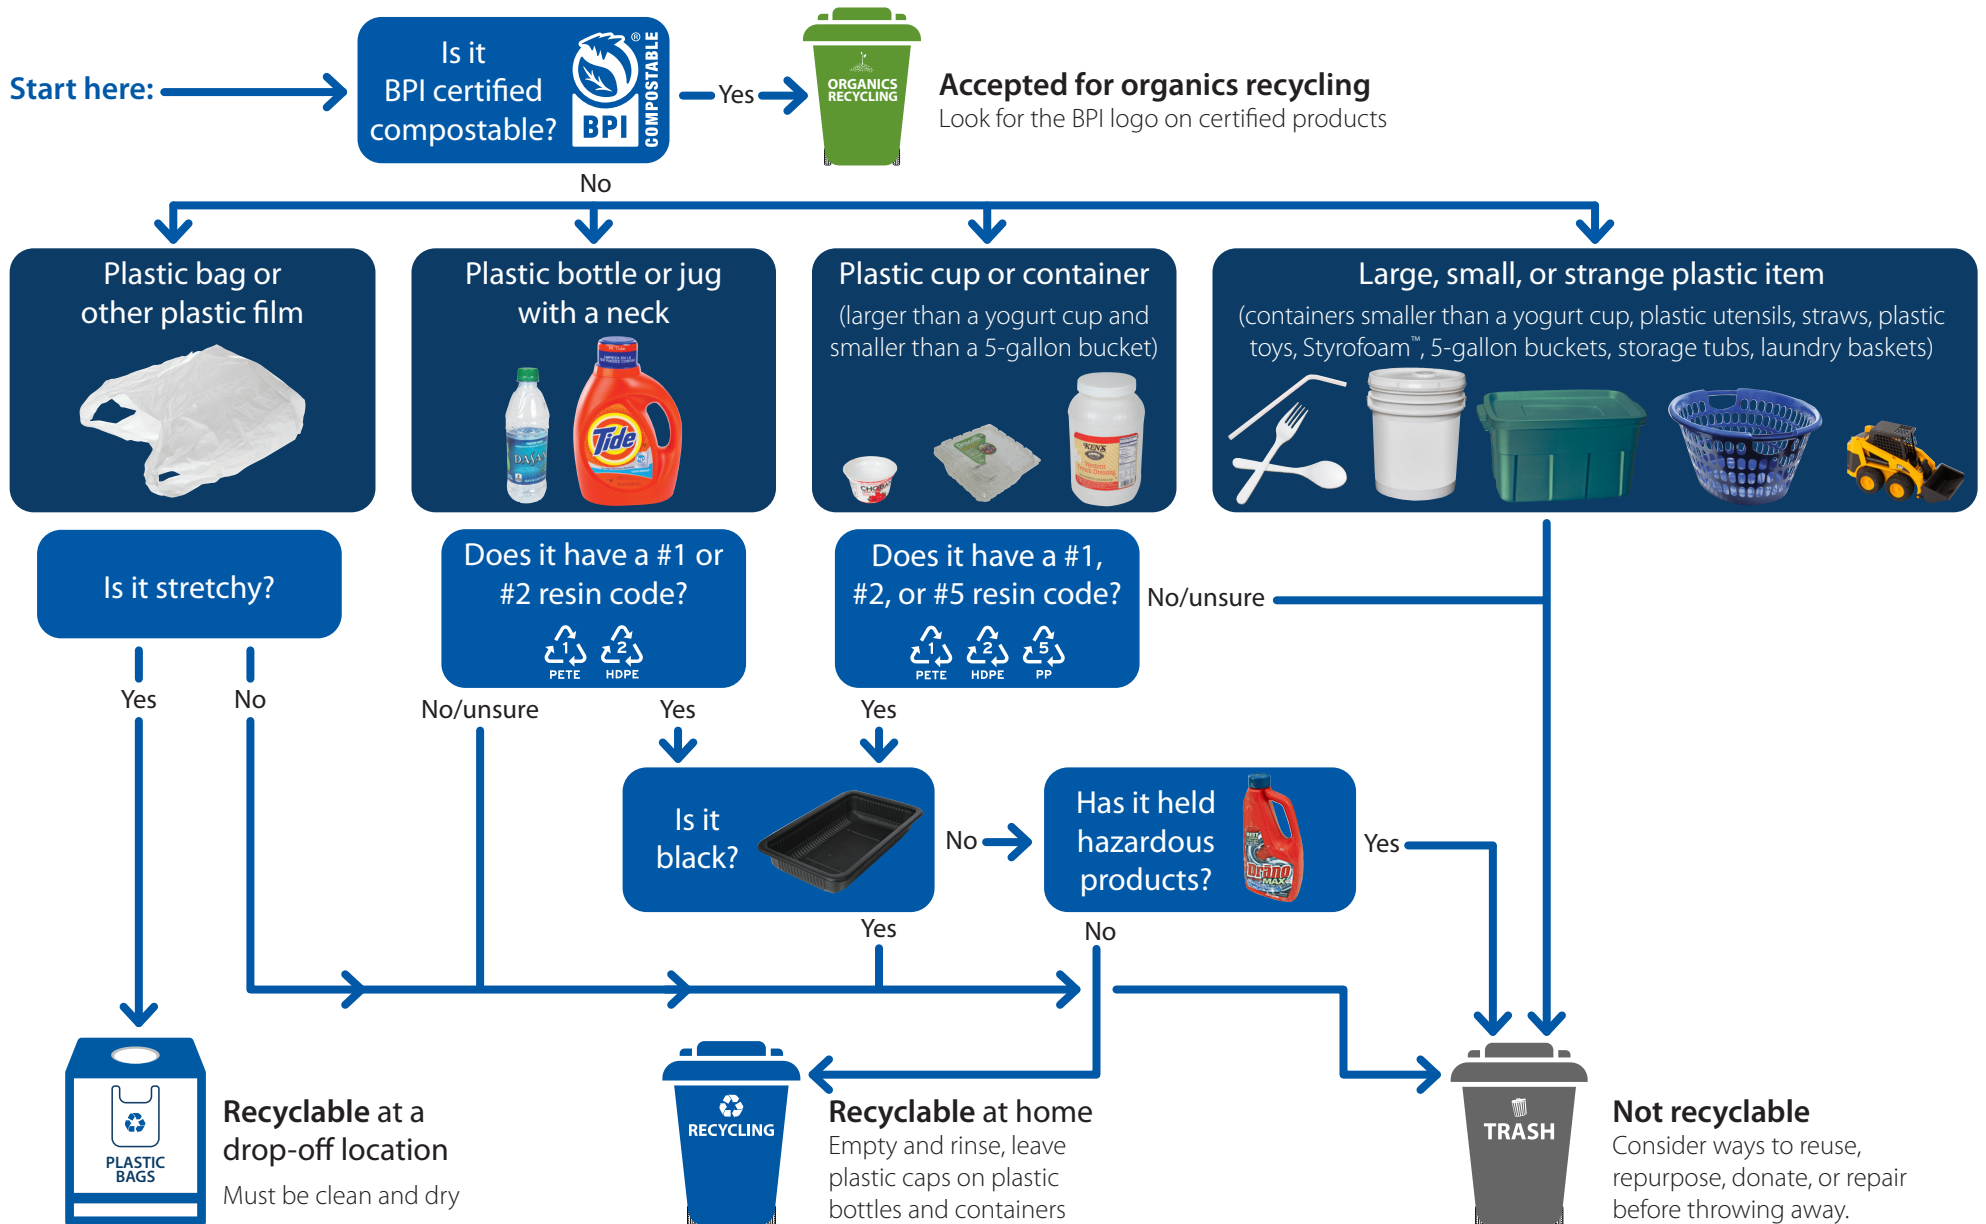 Start here:
Is it
BPI certified
compostable?
®
BPI
COMPOSTABLE
Yes
ORGANICS
RECYCLING
Accepted for organics recycling
Look for the BPI logo on certified products
No
Plastic bag or
other plastic film
Plastic bottle or jug
with a neck
DASANI
Tide
Plastic cup or container
(larger than a yogurt cup and
smaller than a 5-gallon bucket)
CHOBANI
KEN'S
Large, small, or strange plastic item
(containers smaller than a yogurt cup, plastic utensils, straws, plastic
toys, Styrofoam™, 5-gallon buckets, storage tubs, laundry baskets)
Is it stretchy?
Does it have a #1 or
#2 resin code?
1
PETE
2
HDPE
Does it have a #1,
#2, or #5 resin code?
1
PETE
2
HDPE
5
PP
No/unsure
Yes
No
No/unsure
Yes
Yes
Is it
black?
No
Has it held
hazardous
products?
Drano
MAX
Yes
Yes
No
PLASTIC
BAGS
Recyclable at a
drop-off location
Must be clean and dry
RECYCLING
Recyclable at home
Empty and rinse, leave
plastic caps on plastic
bottles and containers
TRASH
Not recyclable
Consider ways to reuse,
repurpose, donate, or repair
before throwing away.